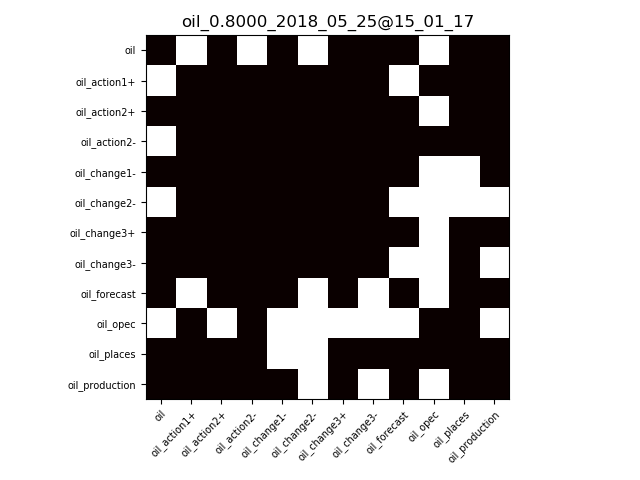 oil_0.8000_2018_05_25@15_01_17
oil
oil_action1+
oil_action2+
oil_action2-
oil_change1-
oil_change2-
oil_change3+
oil_change3-
oil_forecast
oil_opec
oil_places
oil_production
oil
oil_action1+
oil_action2+
oil_action2-
oil_change1-
oil_change2-
oil_change3+
oil_change3-
oil_forecast
oil_opec
oil_places
oil_production